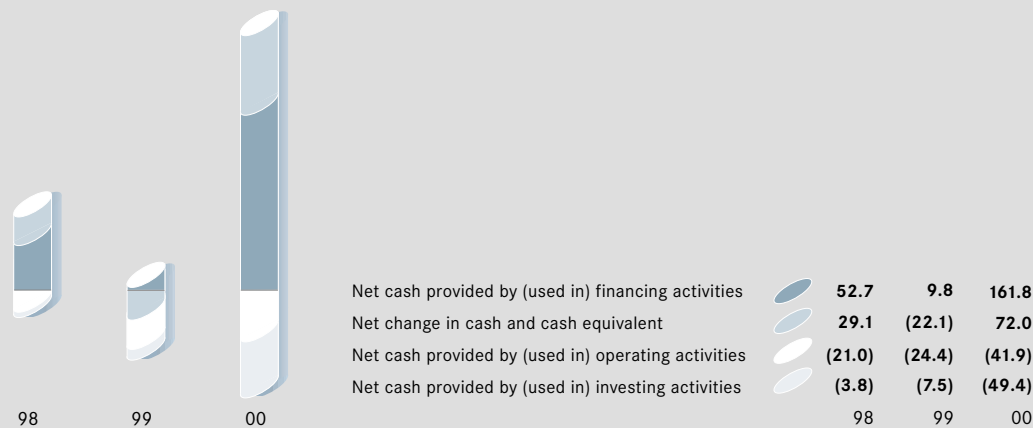 Net cash provided by (used in) financing activities 52.7 9.8 161.8
Net change in cash and cash equivalent 29.1 (22.1) 72.0
Net cash provided by (used in) operating activities (21.0) (24.4) (41.9)
Net cash provided by (used in) investing activities (3.8) (7.5) (49.4)
98 99 00 98 99 00